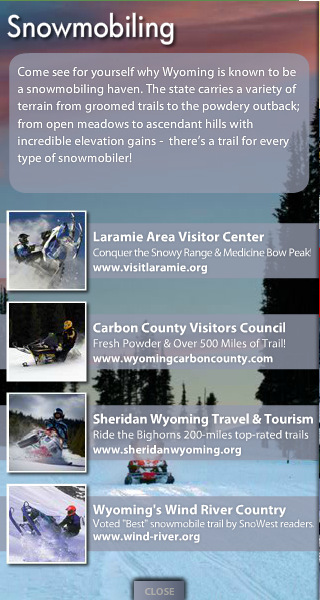 Snowmobiling
Come see for yourself why Wyoming is known to be
a snowmobiling haven. The state carries a variety of
terrain from groomed trails to the powdery outback;
from open meadows to ascendant hills with
incredible elevation gains - there's a trail for every
type of snowmobiler!
Laramie Area Visitor Center
Conquer the Snowy Range & Medicine Bow Peak!
www.visitlaramie.org
Carbon County Visitors Council
Fresh Powder & Over 500 Miles of Trail!
www.wyomingcarboncounty.com
Sheridan Wyoming Travel & Tourism
Ride the Bighorns 200-miles top-rated trails
www.sheridanwyoming.org
Wyoming's Wind River Country
Voted "Best" snowmobile trail by SnoWest readers.
www.wind-river.org
CLOSE